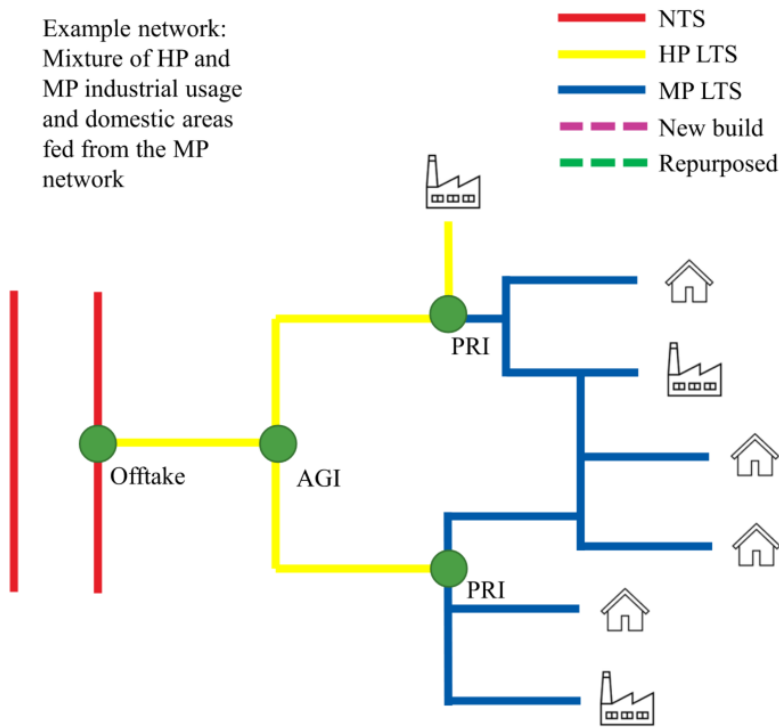 Example network:
Mixture of HP and
MP industrial usage
and domestic areas
fed from the MP
network
NTS
HP LTS
MP LTS
New build
Repurposed
PRI
Offtake
AGI
PRI